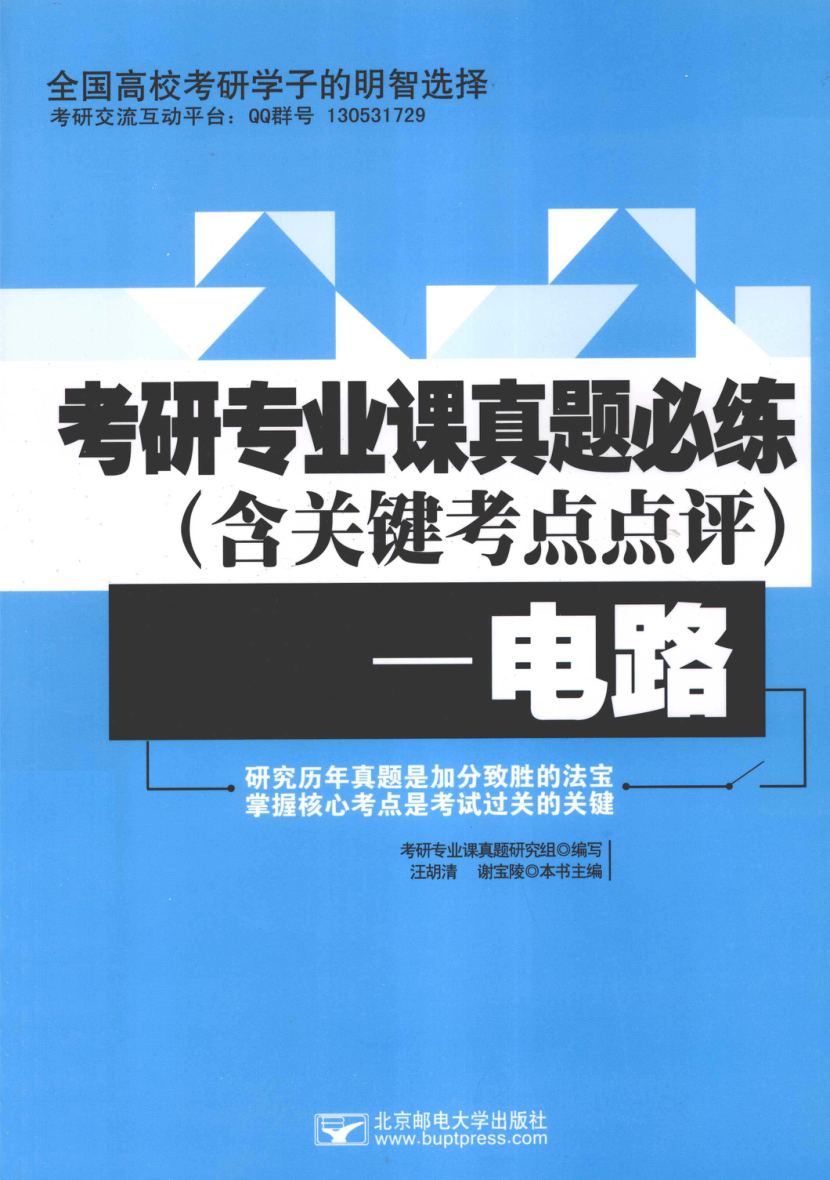 全国高校考研学子的明智选择
考研交流互动平台：QQ群号 130531729
考研专业课真题必练
（含关键考点点评）
—电路
研究历年真题是加分致胜的法宝
掌握核心考点是考试过关的关键
考研专业课真题研究组◎编写
汪胡清 谢宝陵◎本书主编
北京邮电大学出版社
www.buptpress.com